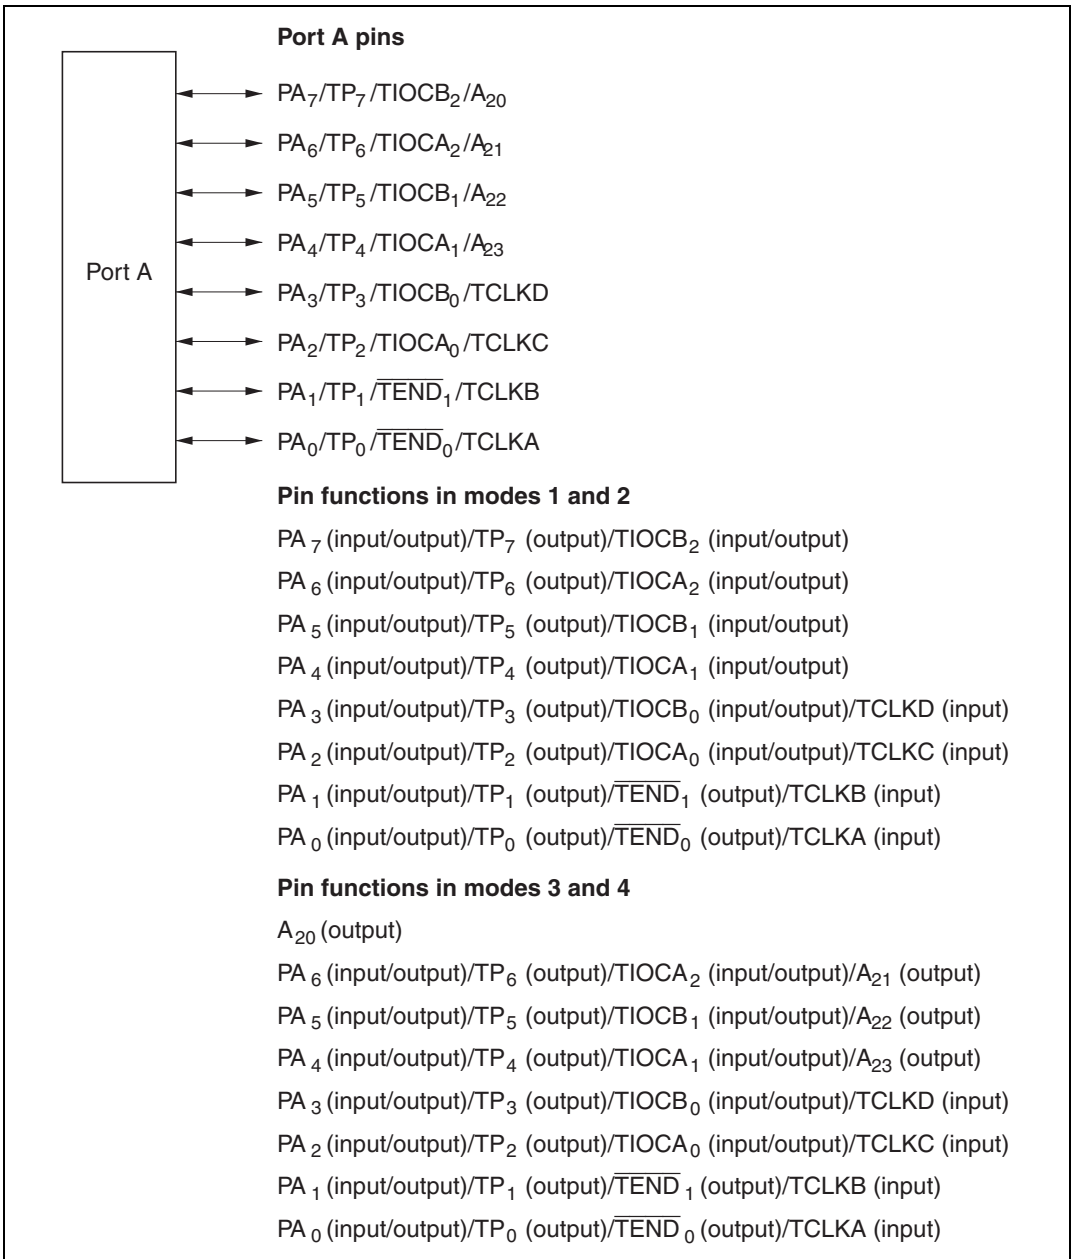 Port A pins
PA₇/TP₇/TIOCB₂/A₂₀
PA₆/TP₆/TIOCA₂/A₂₁
PA₅/TP₅/TIOCB₁/A₂₂
PA₄/TP₄/TIOCA₁/A₂₃
Port A
PA₃/TP₃/TIOCB₀/TCLKD
PA₂/TP₂/TIOCA₀/TCLKC
PA₁/TP₁/T̅E̅N̅D̅₁/TCLKB
PA₀/TP₀/T̅E̅N̅D̅₀/TCLKA
Pin functions in modes 1 and 2
PA₇ (input/output)/TP₇ (output)/TIOCB₂ (input/output)
PA₆ (input/output)/TP₆ (output)/TIOCA₂ (input/output)
PA₅ (input/output)/TP₅ (output)/TIOCB₁ (input/output)
PA₄ (input/output)/TP₄ (output)/TIOCA₁ (input/output)
PA₃ (input/output)/TP₃ (output)/TIOCB₀ (input/output)/TCLKD (input)
PA₂ (input/output)/TP₂ (output)/TIOCA₀ (input/output)/TCLKC (input)
PA₁ (input/output)/TP₁ (output)/T̅E̅N̅D̅₁ (output)/TCLKB (input)
PA₀ (input/output)/TP₀ (output)/T̅E̅N̅D̅₀ (output)/TCLKA (input)
Pin functions in modes 3 and 4
A₂₀ (output)
PA₆ (input/output)/TP₆ (output)/TIOCA₂ (input/output)/A₂₁ (output)
PA₅ (input/output)/TP₅ (output)/TIOCB₁ (input/output)/A₂₂ (output)
PA₄ (input/output)/TP₄ (output)/TIOCA₁ (input/output)/A₂₃ (output)
PA₃ (input/output)/TP₃ (output)/TIOCB₀ (input/output)/TCLKD (input)
PA₂ (input/output)/TP₂ (output)/TIOCA₀ (input/output)/TCLKC (input)
PA₁ (input/output)/TP₁ (output)/T̅E̅N̅D̅₁ (output)/TCLKB (input)
PA₀ (input/output)/TP₀ (output)/T̅E̅N̅D̅₀ (output)/TCLKA (input)